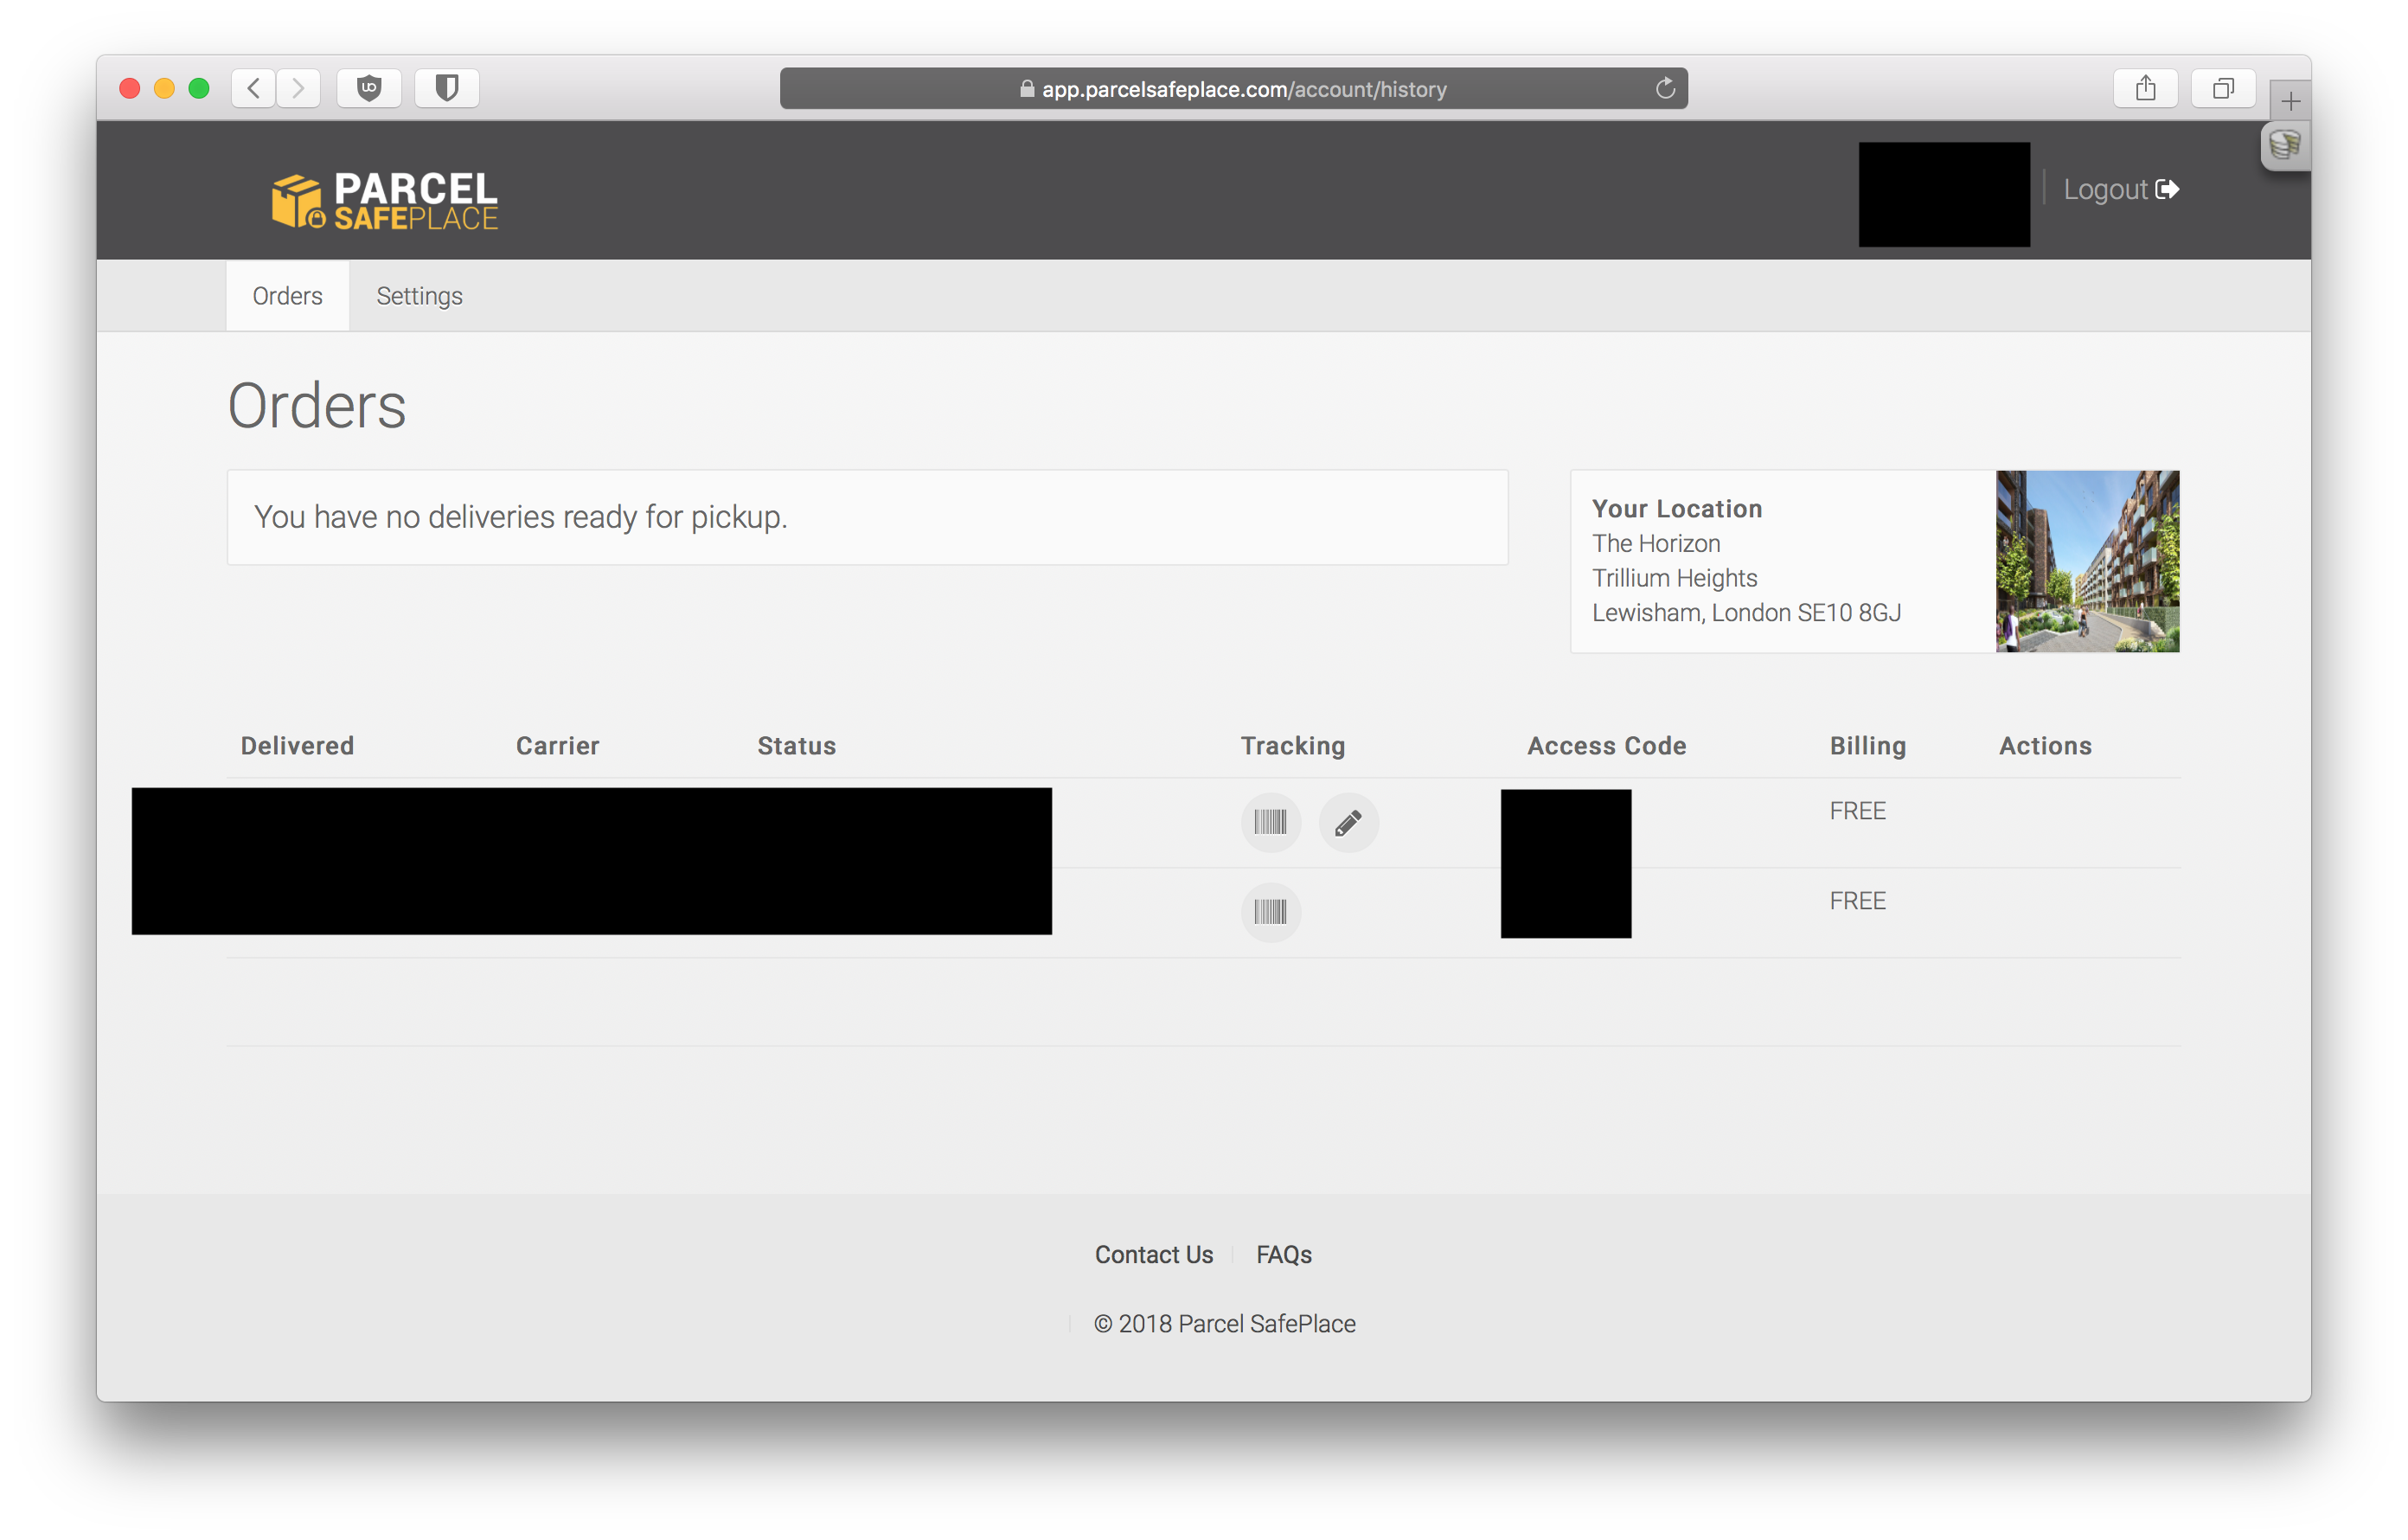 app.parcelsafeplace.com/account/history
PARCEL
SAFEPLACE
Logout
Orders
Settings
Orders
You have no deliveries ready for pickup.
Your Location
The Horizon
Trillium Heights
Lewisham, London SE10 8GJ
Delivered Carrier Status Tracking Access Code Billing Actions
FREE
FREE
Contact Us
FAQs
© 2018 Parcel SafePlace